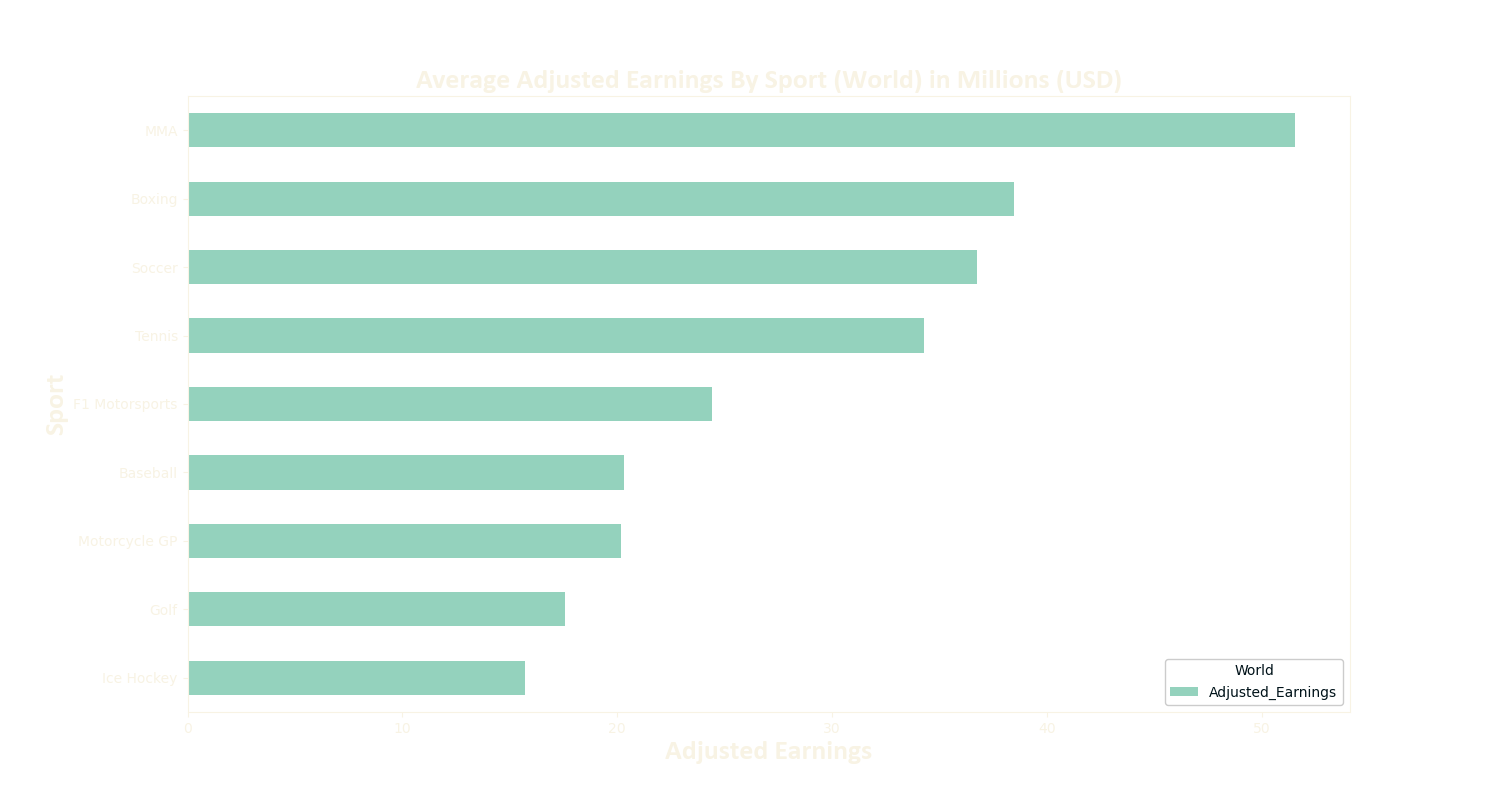 Average Adjusted Earnings By Sport (World) in Millions (USD)
MMA
Boxing
Soccer
Tennis
F1 Motorsports
Baseball
Motorcycle GP
Golf
Ice Hockey
Sport
0 10 20 30 40 50
Adjusted Earnings
World
Adjusted_Earnings